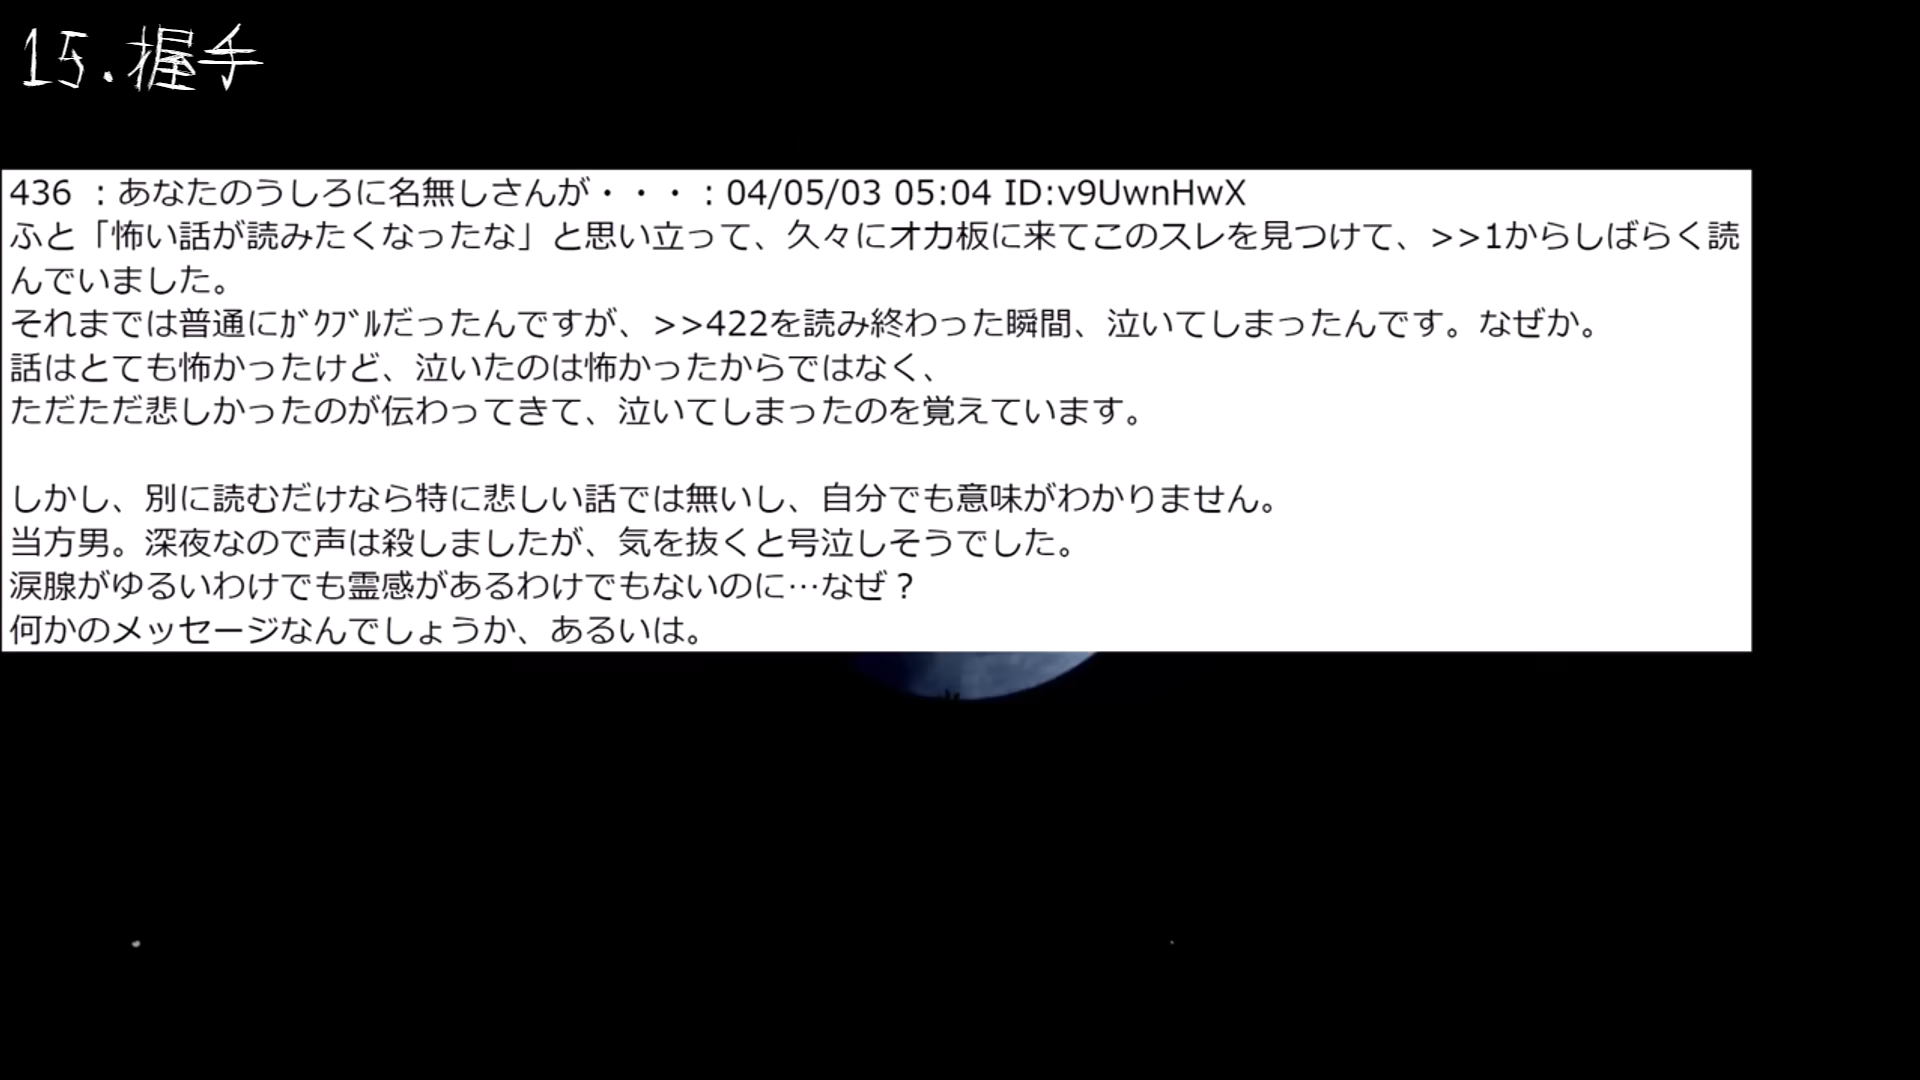 15.握手
436 ：あなたのうしろに名無しさんが・・・：04/05/03 05:04 ID:v9UwnHwX
ふと「怖い話が読みたくなったな」と思い立って、久々にオカ板に来てこのスレを見つけて、>>1からしばらく読
んでいました。
それまでは普通にｶﾞｸﾌﾞﾙだったんですが、>>422を読み終わった瞬間、泣いてしまったんです。なぜか。
話はとても怖かったけど、泣いたのは怖かったからではなく、
ただただ悲しかったのが伝わってきて、泣いてしまったのを覚えています。
しかし、別に読むだけなら特に悲しい話では無いし、自分でも意味がわかりません。
当方男。深夜なので声は殺しましたが、気を抜くと号泣しそうでした。
涙腺がゆるいわけでも霊感があるわけでもないのに…なぜ？
何かのメッセージなんでしょうか、あるいは。